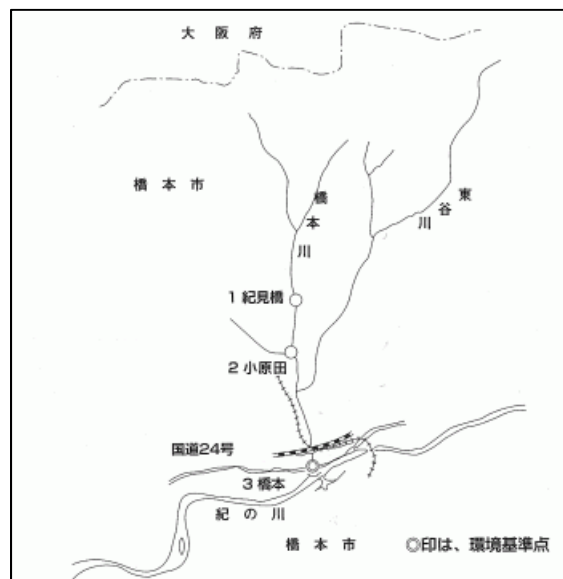 大阪府
橋本市
橋本川
東谷川
1 紀見橋
2 小原田
国道24号
3 橋本
紀の川
橋本市
◎印は、環境基準点